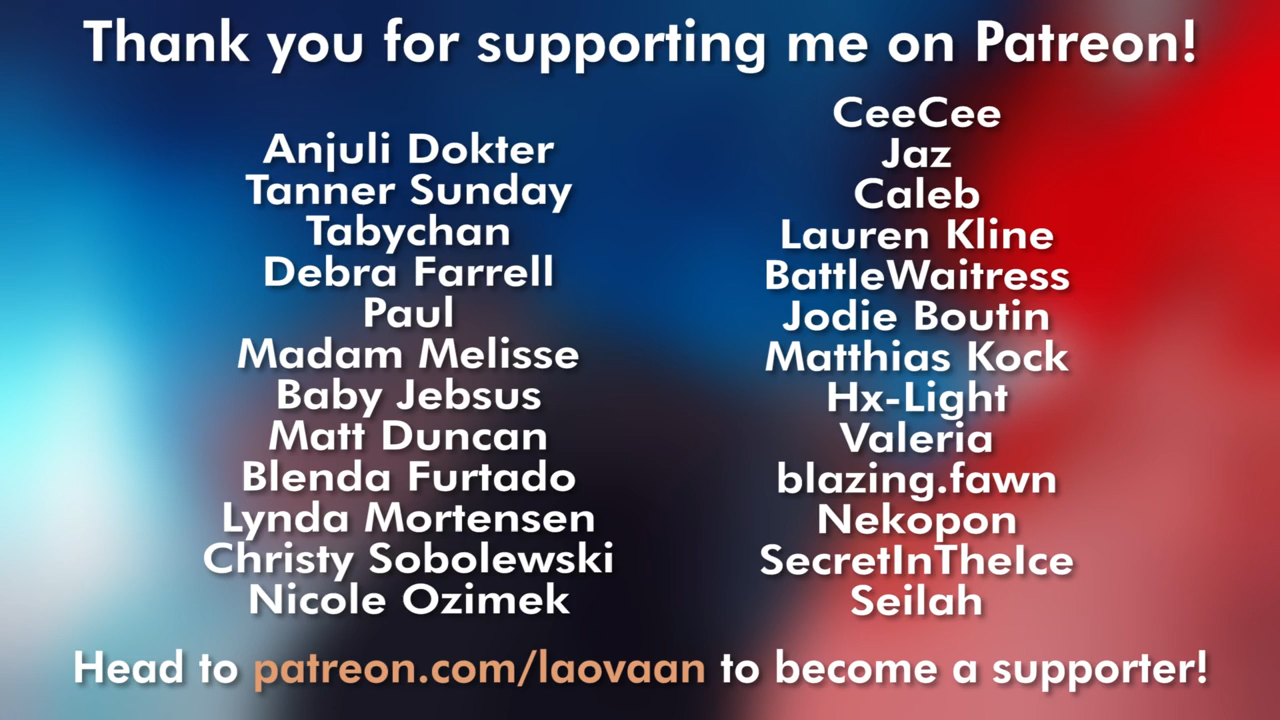 Thank you for supporting me on Patreon!
Anjuli Dokter
Tanner Sunday
Tabychan
Debra Farrell
Paul
Madam Melisse
Baby Jebsus
Matt Duncan
Blenda Furtado
Lynda Mortensen
Christy Sobolewski
Nicole Ozimek
CeeCee
Jaz
Caleb
Lauren Kline
BattleWaitress
Jodie Boutin
Matthias Kock
Hx-Light
Valeria
blazing.fawn
Nekopon
SecretInTheIce
Seilah
Head to patreon.com/laovaan to become a supporter!